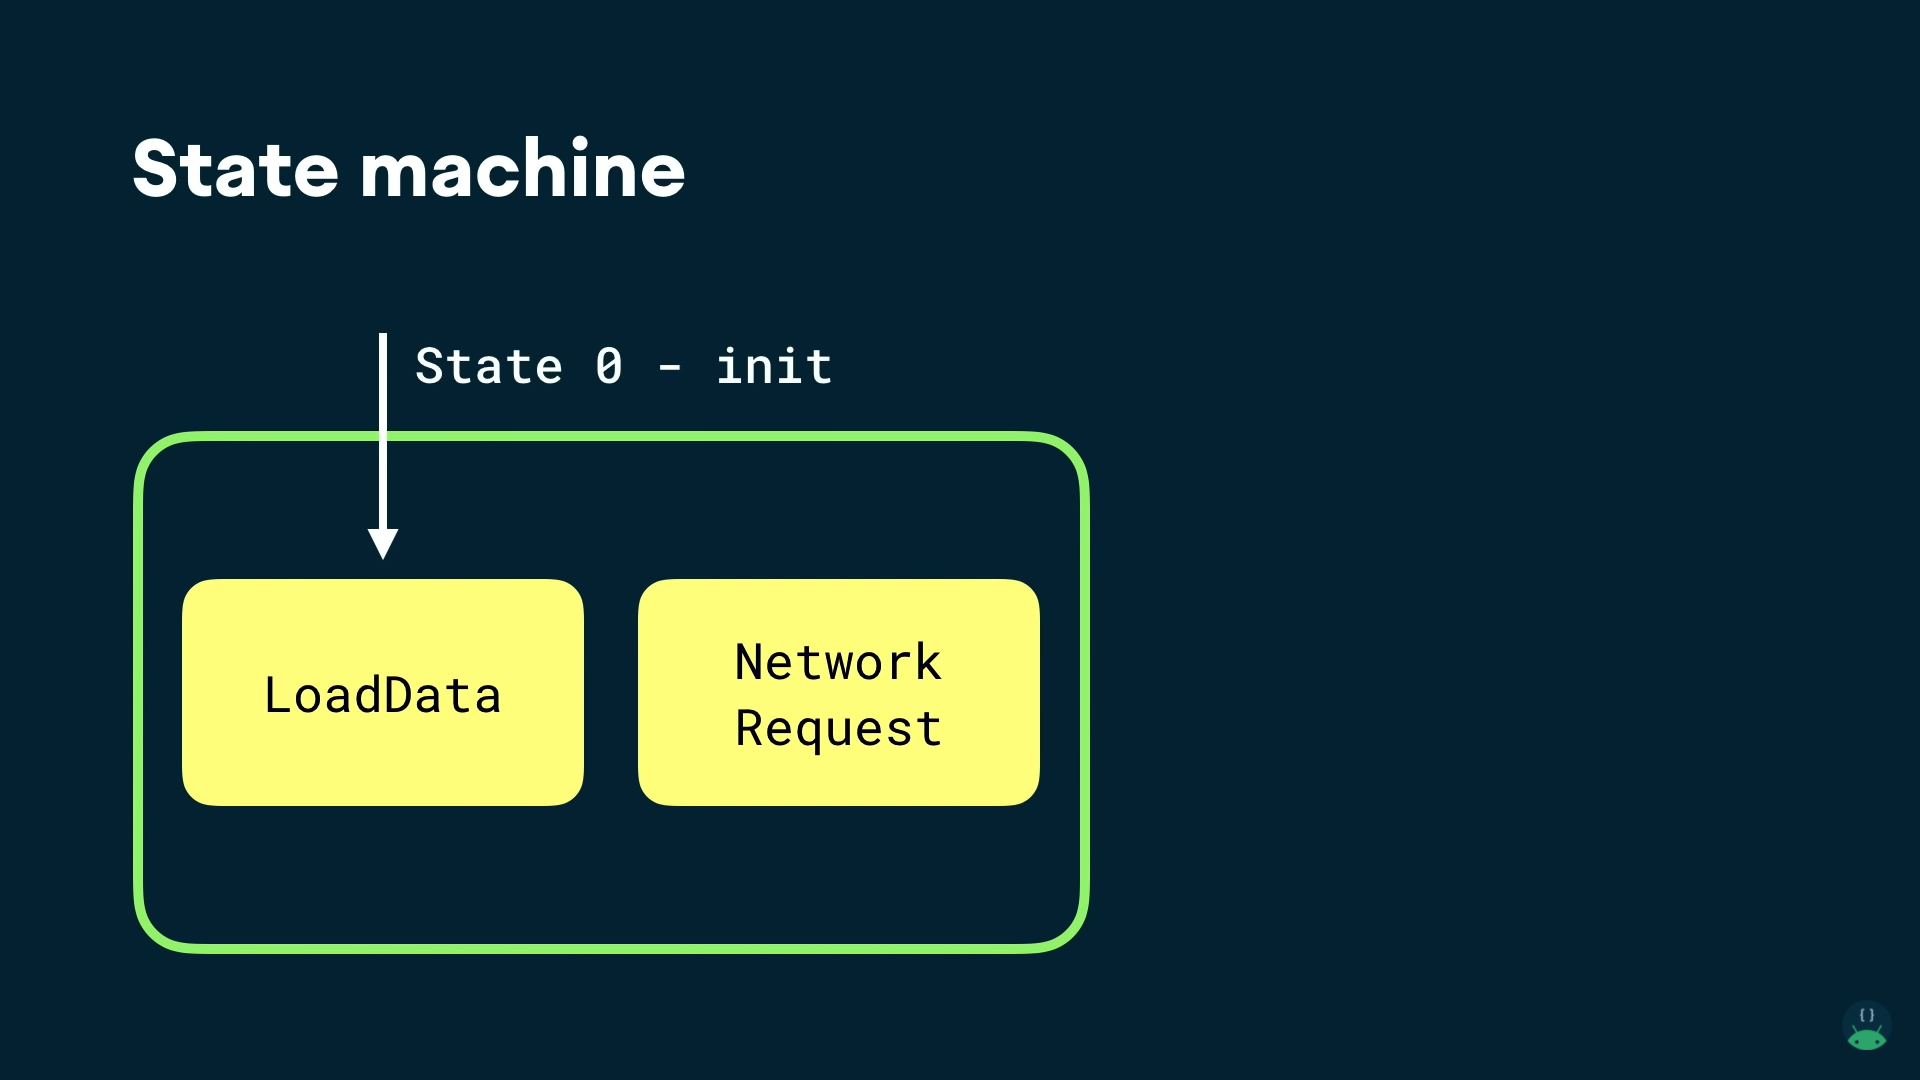 State machine
State 0 - init
LoadData
Network
Request
{ }